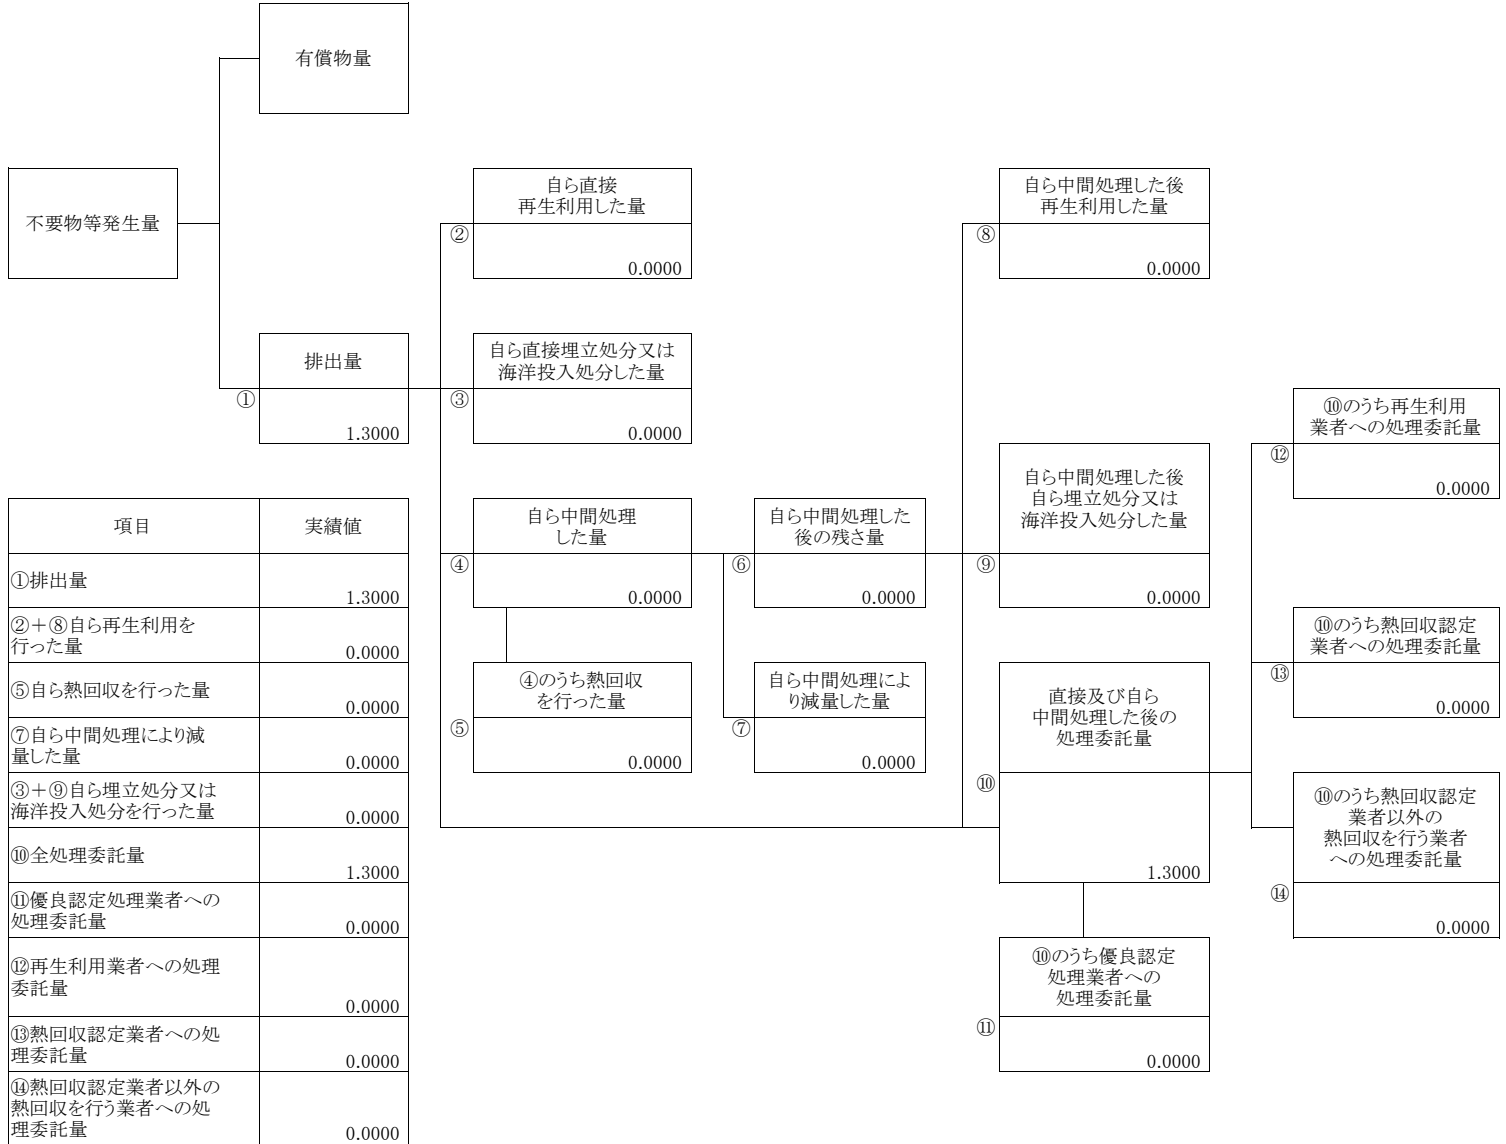 有償物量
不要物等発生量
自ら直接
再生利用した量
②
0.0000
自ら中間処理した後
再生利用した量
⑧
0.0000
排出量
①
1.3000
自ら直接埋立処分又は
海洋投入処分した量
③
0.0000
⑩のうち再生利用
業者への処理委託量
⑫
0.0000
自ら中間処理
した量
④
0.0000
自ら中間処理した
後の残さ量
⑥
0.0000
自ら中間処理した後
自ら埋立処分又は
海洋投入処分した量
⑨
0.0000
⑩のうち熱回収認定
業者への処理委託量
⑬
0.0000
④のうち熱回収
を行った量
⑤
0.0000
自ら中間処理によ
り減量した量
⑦
0.0000
直接及び自ら
中間処理した後の
処理委託量
⑩
1.3000
⑩のうち熱回収認定
業者以外の
熱回収を行う業者
への処理委託量
⑭
0.0000
⑩のうち優良認定
処理業者への
処理委託量
⑪
0.0000
項目
実績値
①排出量
1.3000
②＋⑧自ら再生利用を
行った量
0.0000
⑤自ら熱回収を行った量
0.0000
⑦自ら中間処理により減
量した量
0.0000
③＋⑨自ら埋立処分又は
海洋投入処分を行った量
0.0000
⑩全処理委託量
1.3000
⑪優良認定処理業者への
処理委託量
0.0000
⑫再生利用業者への処理
委託量
0.0000
⑬熱回収認定業者への処
理委託量
0.0000
⑭熱回収認定業者以外の
熱回収を行う業者への処
理委託量
0.0000